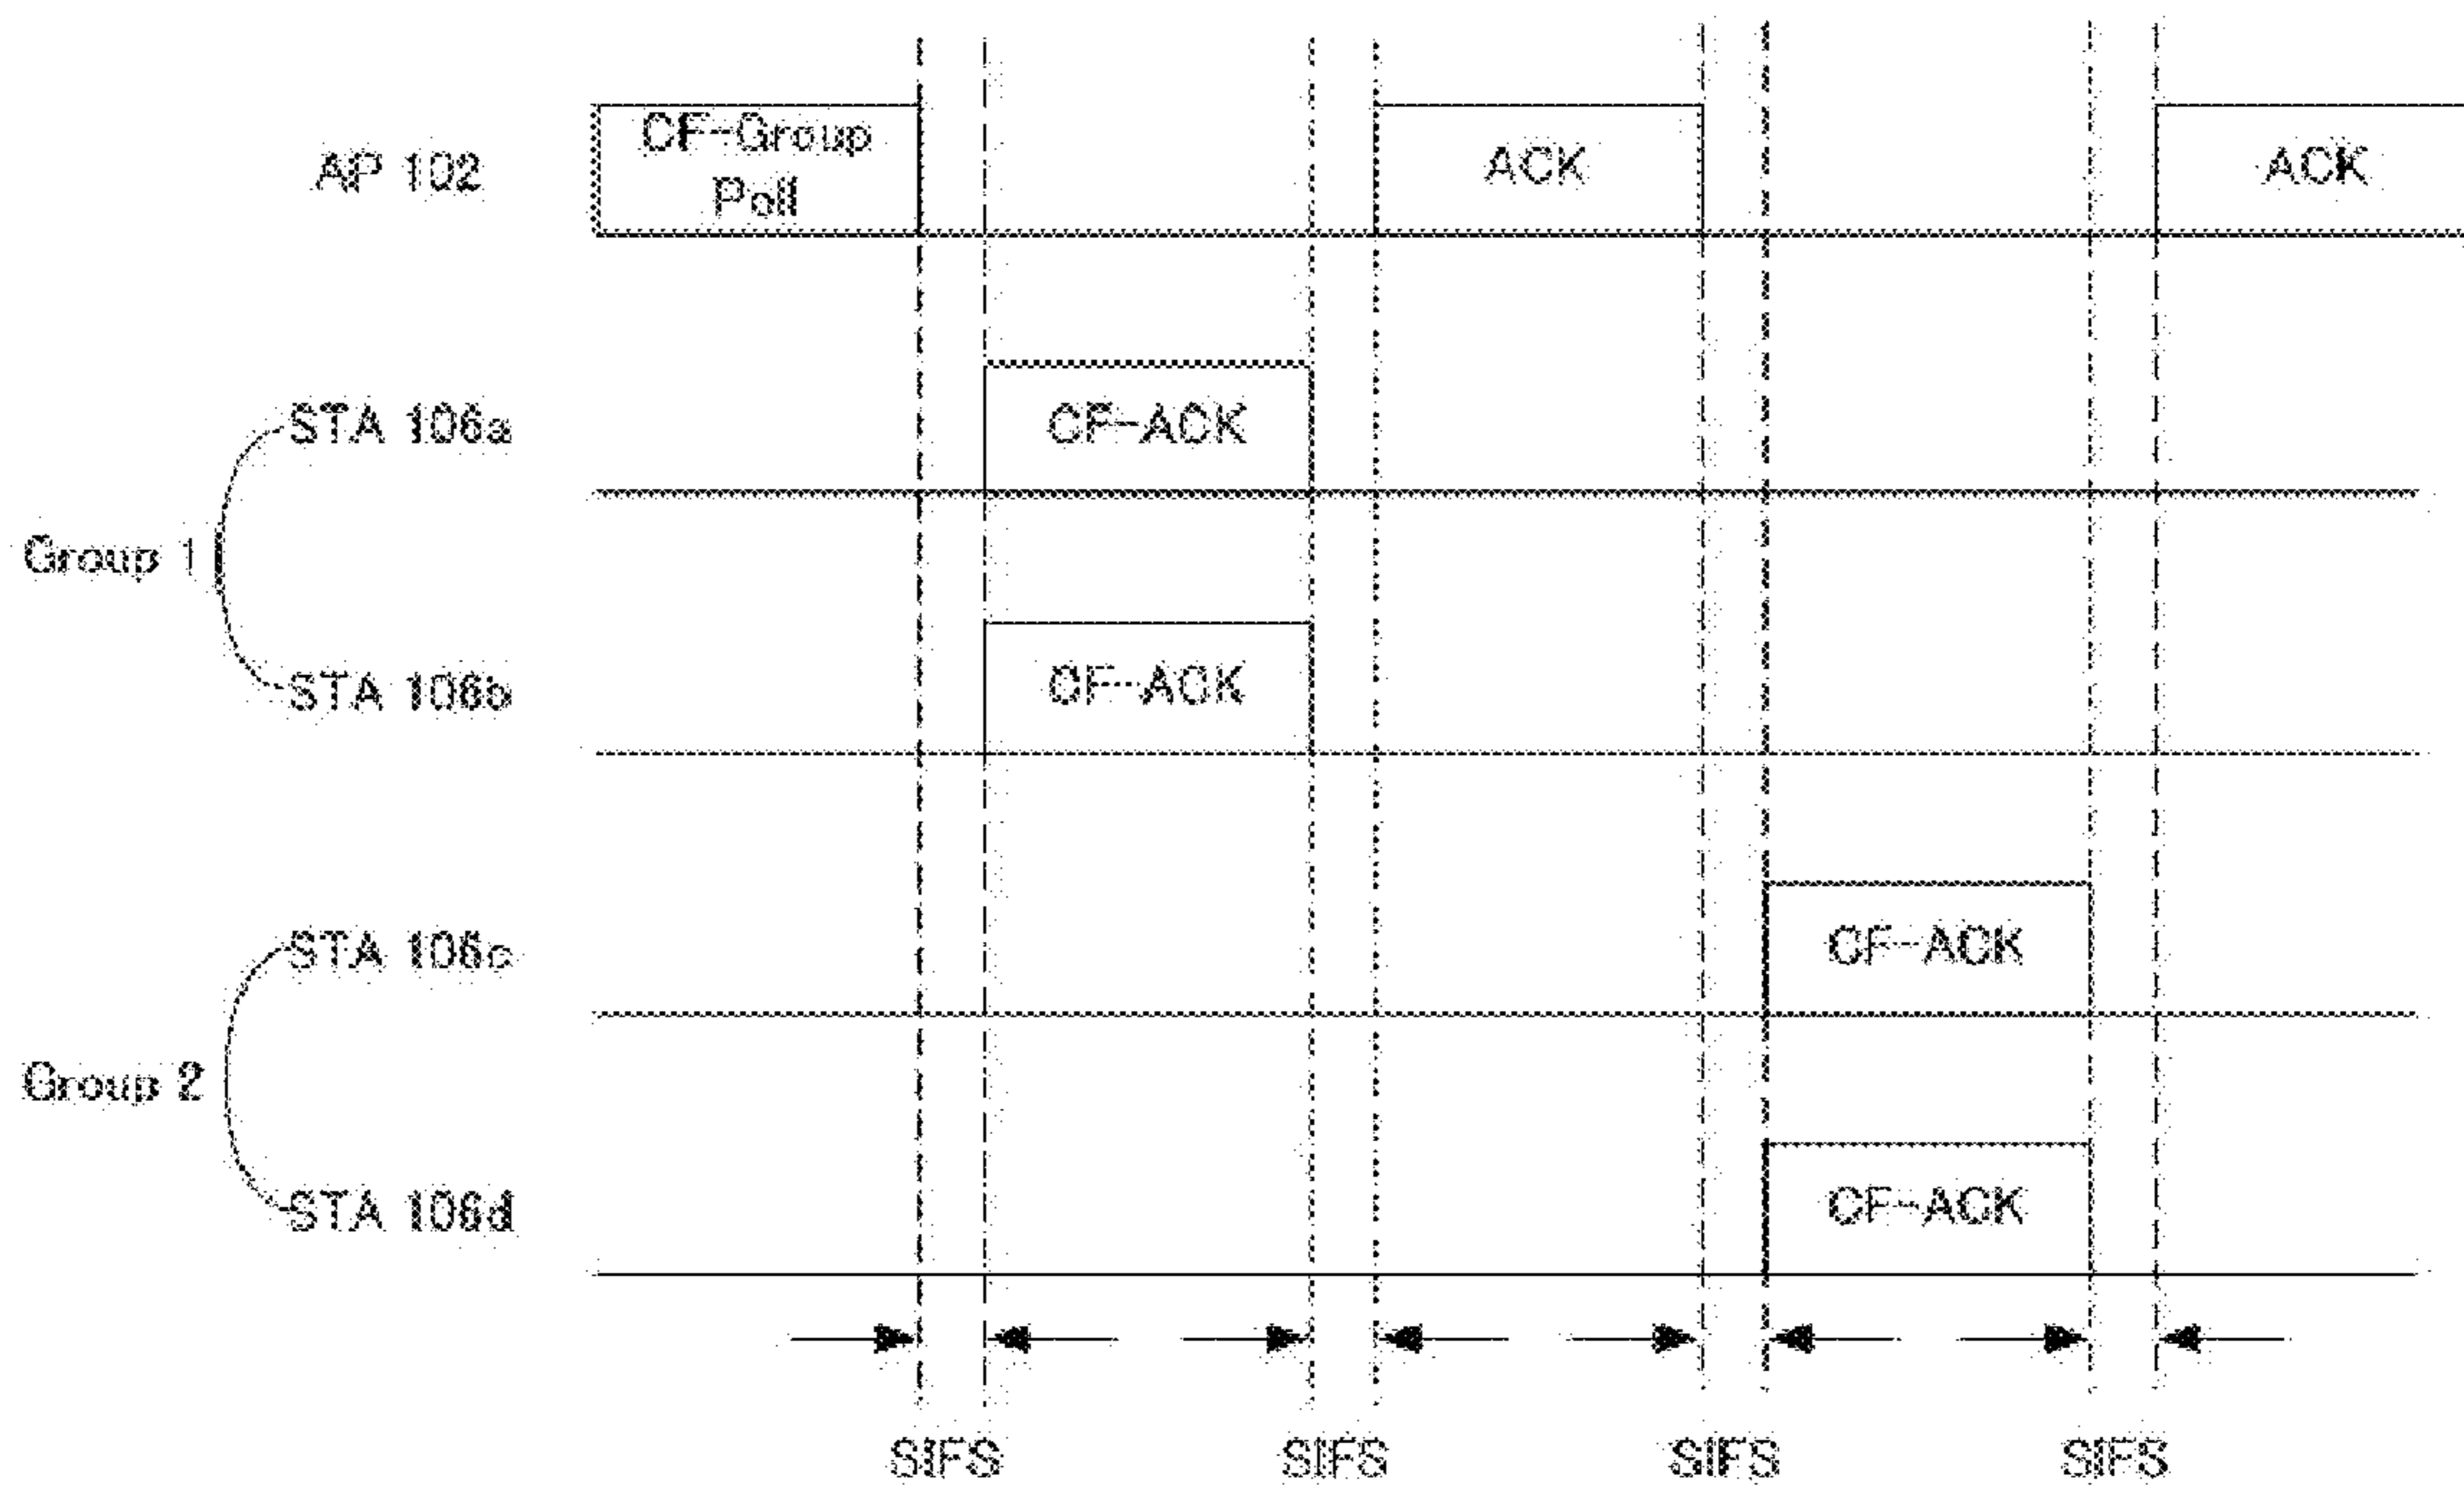 CF-Group
Poll
ACK
ACK
AP 102
STA 106a
CF-ACK
Group 1
STA 106b
CF-ACK
STA 106c
CF-ACK
Group 2
STA 106d
CF-ACK
SIFS
SIFS
SIFS
SIFS